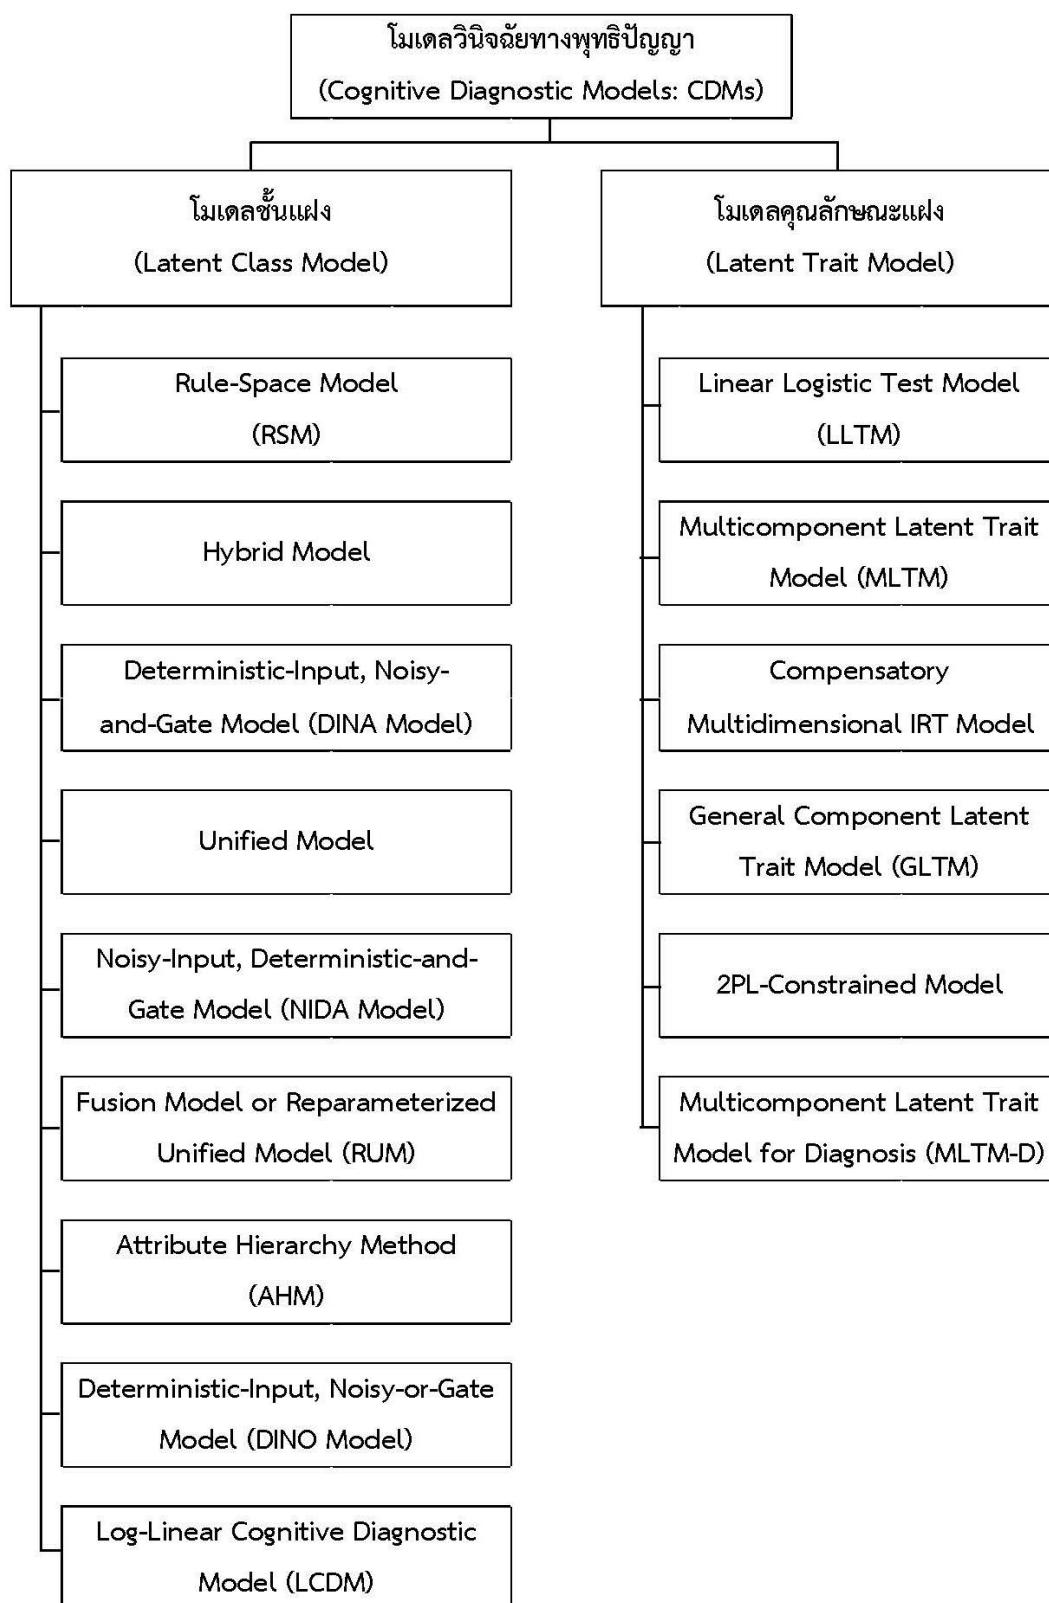 โมเดลวินิจฉัยทางพุทธิปัญญา
(Cognitive Diagnostic Models: CDMs)
โมเดลชั้นแฝง
(Latent Class Model)
Rule-Space Model
(RSM)
Hybrid Model
Deterministic-Input, Noisy-
and-Gate Model (DINA Model)
Unified Model
Noisy-Input, Deterministic-and-
Gate Model (NIDA Model)
Fusion Model or Reparameterized
Unified Model (RUM)
Attribute Hierarchy Method
(AHM)
Deterministic-Input, Noisy-or-Gate
Model (DINO Model)
Log-Linear Cognitive Diagnostic
Model (LCDM)
โมเดลคุณลักษณะแฝง
(Latent Trait Model)
Linear Logistic Test Model
(LLTM)
Multicomponent Latent Trait
Model (MLTM)
Compensatory
Multidimensional IRT Model
General Component Latent
Trait Model (GLTM)
2PL-Constrained Model
Multicomponent Latent Trait
Model for Diagnosis (MLTM-D)